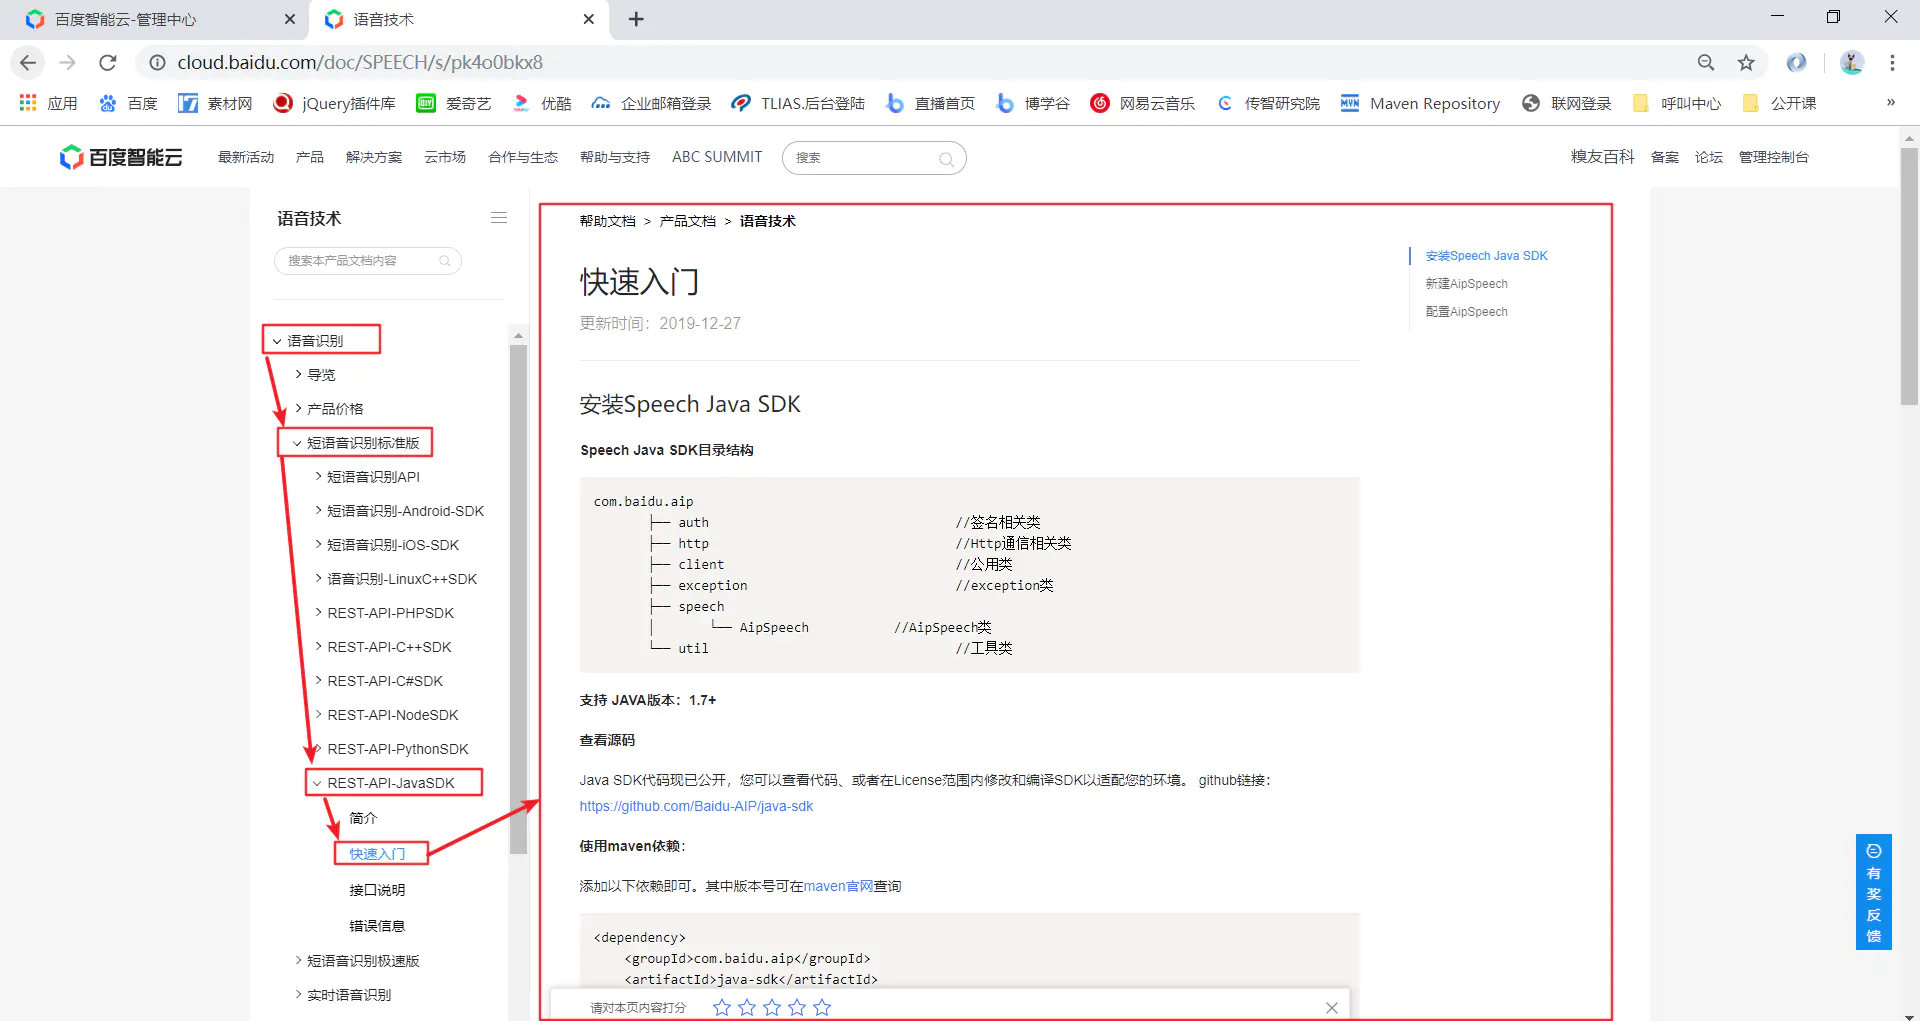 百度智能云-管理中心
语音技术
cloud.baidu.com/doc/SPEECH/s/pk4o0bkx8
应用 百度 素材网 jQuery插件库 爱奇艺 优酷 企业邮箱登录 TLIAS.后台登陆 直播首页 博学谷 网易云音乐 传智研究院 Maven Repository 联网登录 呼叫中心 公开课 »
百度智能云 最新活动 产品 解决方案 云市场 合作与生态 帮助与支持 ABC SUMMIT 搜索 糗友百科 备案 论坛 管理控制台
语音技术
搜索本产品文档内容
语音识别
导览
产品价格
短语音识别标准版
短语音识别API
短语音识别-Android-SDK
短语音识别-iOS-SDK
语音识别-LinuxC++SDK
REST-API-PHPSDK
REST-API-C++SDK
REST-API-C#SDK
REST-API-NodeSDK
REST-API-PythonSDK
REST-API-JavaSDK
简介
快速入门
接口说明
错误信息
短语音识别极速版
实时语音识别
帮助文档 > 产品文档 > 语音技术
快速入门
更新时间：2019-12-27
安装Speech Java SDK
Speech Java SDK目录结构
com.baidu.aip
├── auth //签名相关类
├── http //Http通信相关类
├── client //公用类
├── exception //exception类
├── speech
│ └── AipSpeech //AipSpeech类
└── util //工具类
支持 JAVA版本：1.7+
查看源码
Java SDK代码现已公开，您可以查看代码、或者在License范围内修改和编译SDK以适配您的环境。 github链接：
https://github.com/Baidu-AIP/java-sdk
使用maven依赖：
添加以下依赖即可。其中版本号可在maven官网查询
<dependency>
<groupId>com.baidu.aip</groupId>
<artifactId>java-sdk</artifactId>
请对本页内容打分
安装Speech Java SDK
新建AipSpeech
配置AipSpeech
有
奖
反
馈